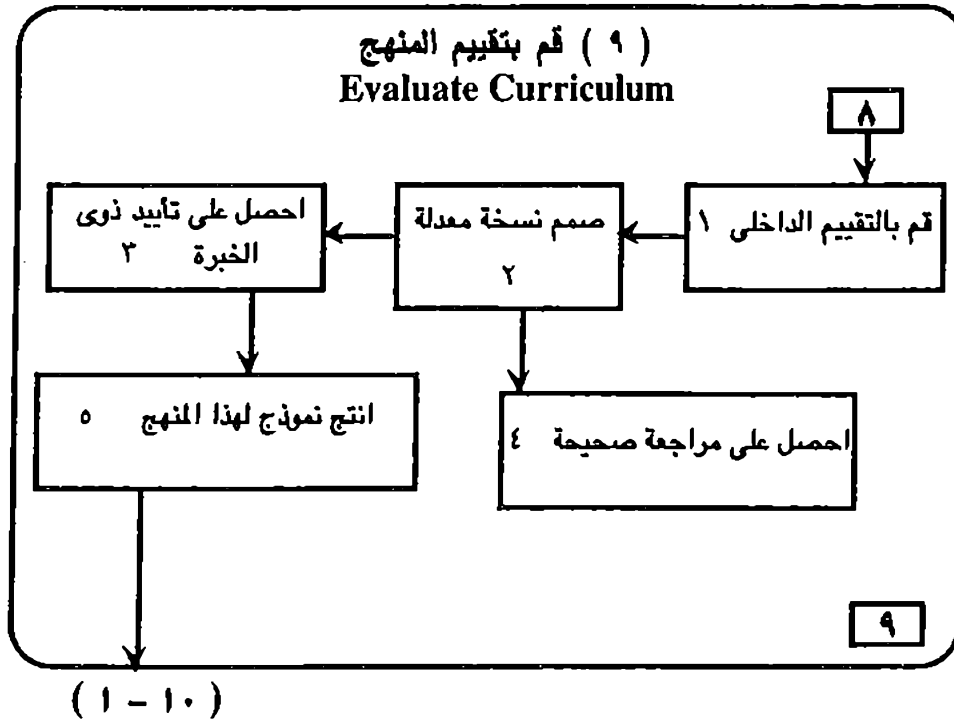 ( ٩ ) قم بتقييم المنهج
Evaluate Curriculum
٨
قم بالتقييم الداخلى ١
صمم نسخة معدلة
٢
احصل على تأييد ذوى
الخبرة ٣
احصل على مراجعة صحيحة ٤
انتج نموذج لهذا المنهج ٥
٩
( ١٠ - ١ )